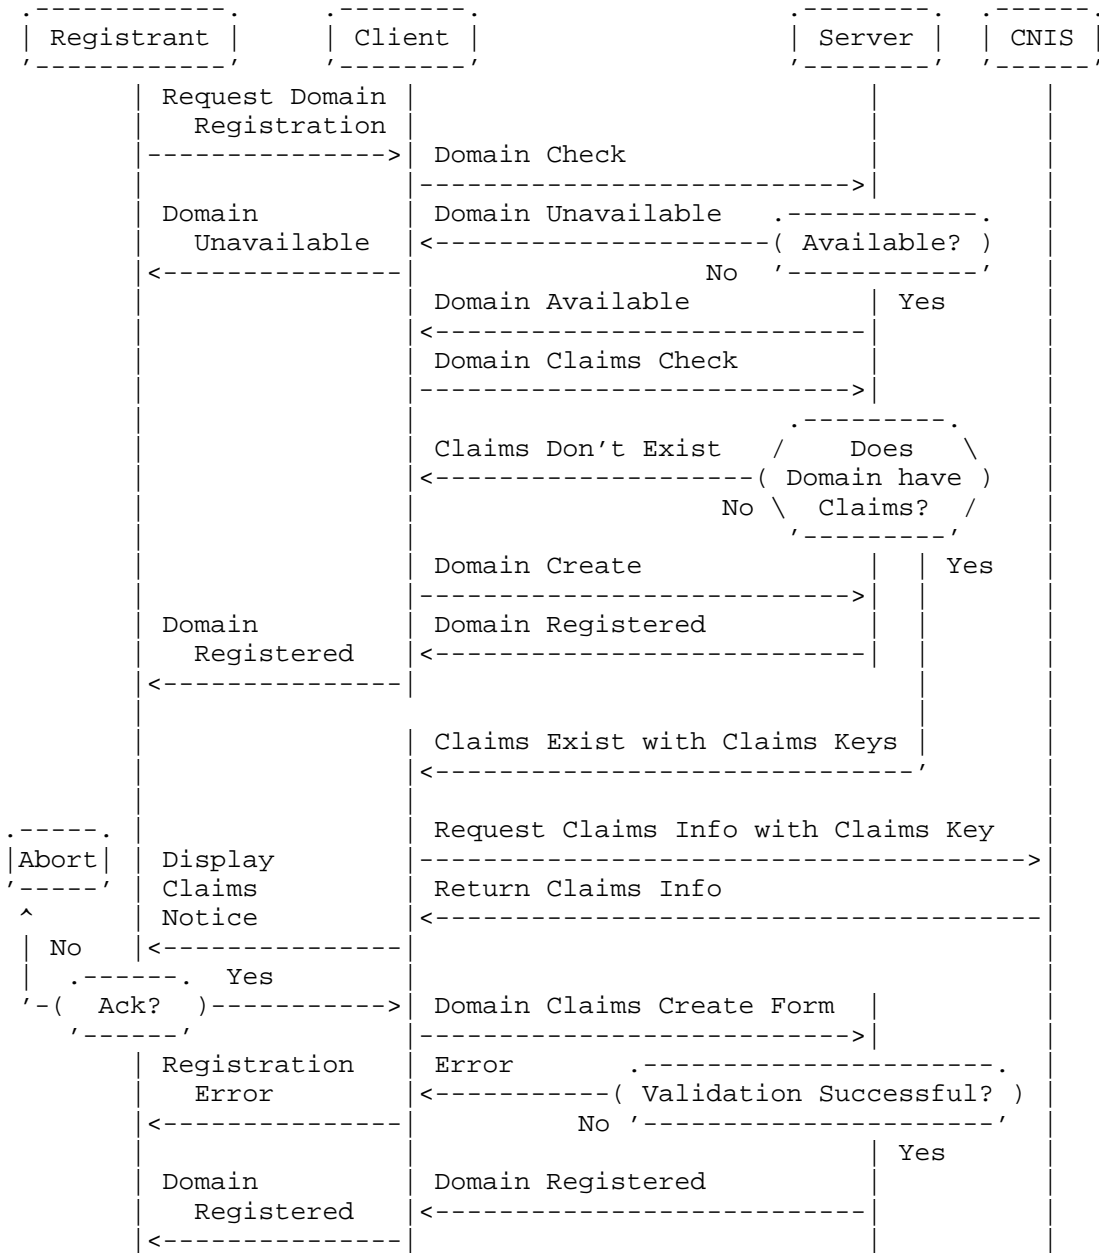 Registrant Client Server CNIS
Request Domain
Registration
Domain Check
Domain Domain Unavailable
Unavailable Available?
No
Domain Available Yes
Domain Claims Check
Claims Don't Exist Does
Domain have
No Claims?
Domain Create Yes
Domain Domain Registered
Registered
Claims Exist with Claims Keys
Request Claims Info with Claims Key
Abort Display
Claims Return Claims Info
Notice
No
Yes
Ack? Domain Claims Create Form
Registration Error
Error Validation Successful?
No
Yes
Domain Domain Registered
Registered